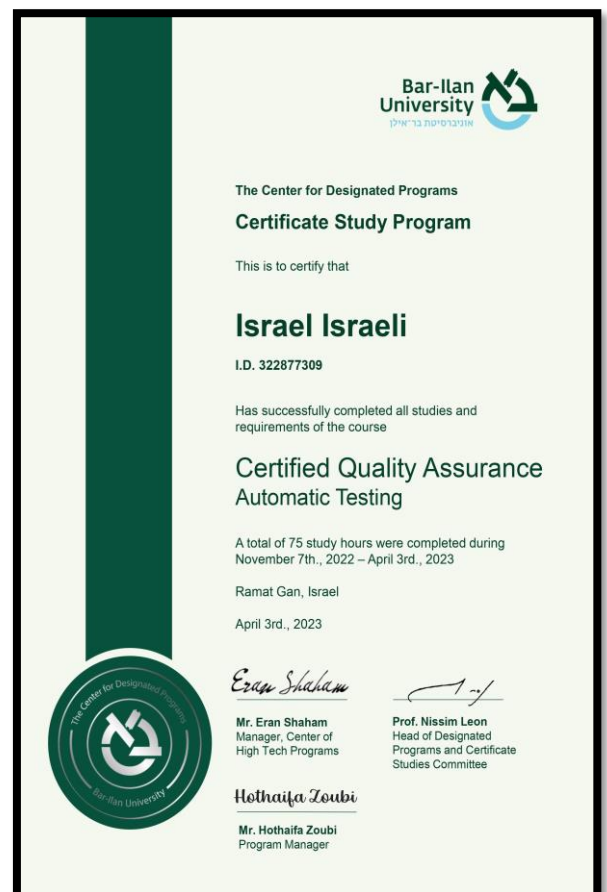 Bar-Ilan
University
אוניברסיטת בר־אילן
The Center for Designated Programs
Certificate Study Program
This is to certify that
Israel Israeli
I.D. 322877309
Has successfully completed all studies and
requirements of the course
Certified Quality Assurance
Automatic Testing
A total of 75 study hours were completed during
November 7th., 2022 – April 3rd., 2023
Ramat Gan, Israel
April 3rd., 2023
Eran Shaham
Mr. Eran Shaham
Manager, Center of
High Tech Programs
Prof. Nissim Leon
Head of Designated
Programs and Certificate
Studies Committee
Hothaifa Zoubi
Mr. Hothaifa Zoubi
Program Manager
The Center for Designated Programs
Bar-Ilan University